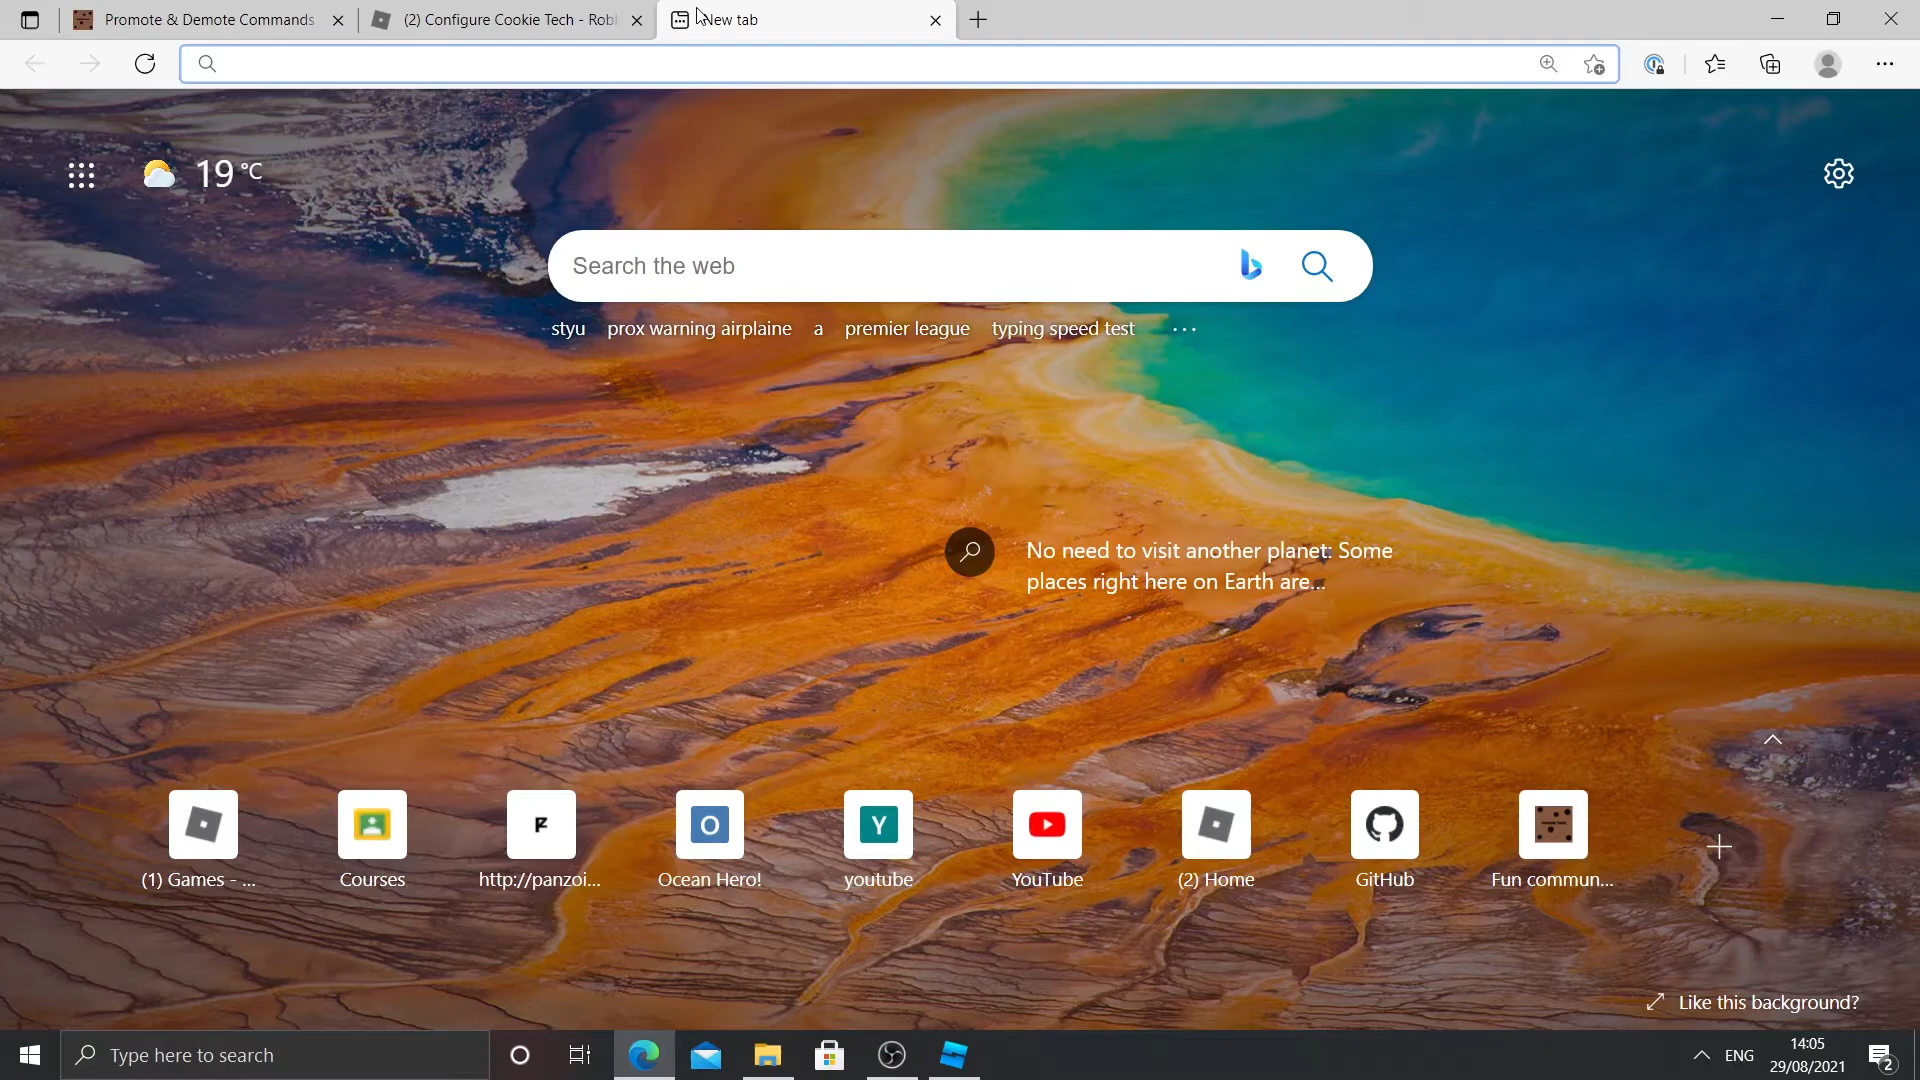 Promote & Demote Commands
(2) Configure Cookie Tech - Robl
New tab
19 °C
Search the web
styu prox warning airplaine a premier league typing speed test ...
No need to visit another planet: Some
places right here on Earth are...
O Y
(1) Games - ... Courses http://panzoi... Ocean Hero! youtube YouTube (2) Home GitHub Fun commun...
Like this background?
Type here to search
ENG
14:05
29/08/2021
2